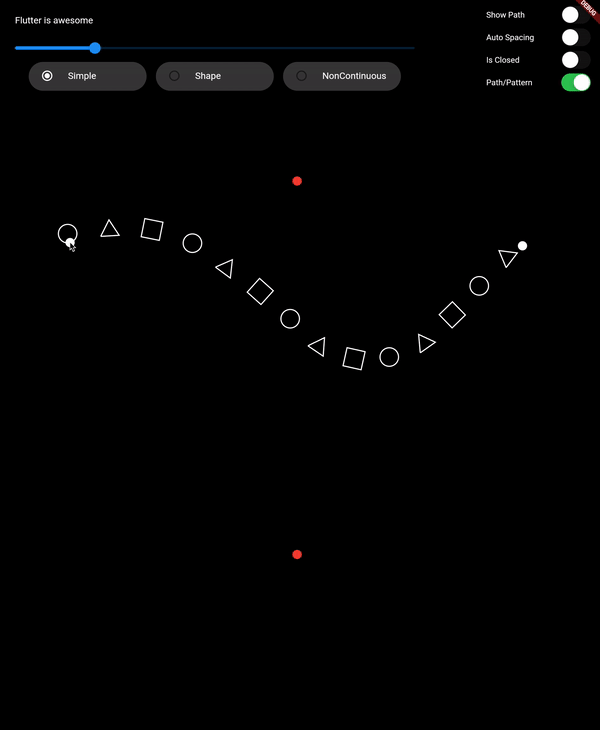 Flutter is awesome
Simple
Shape
NonContinuous
Show Path
Auto Spacing
Is Closed
Path/Pattern
DEBUG